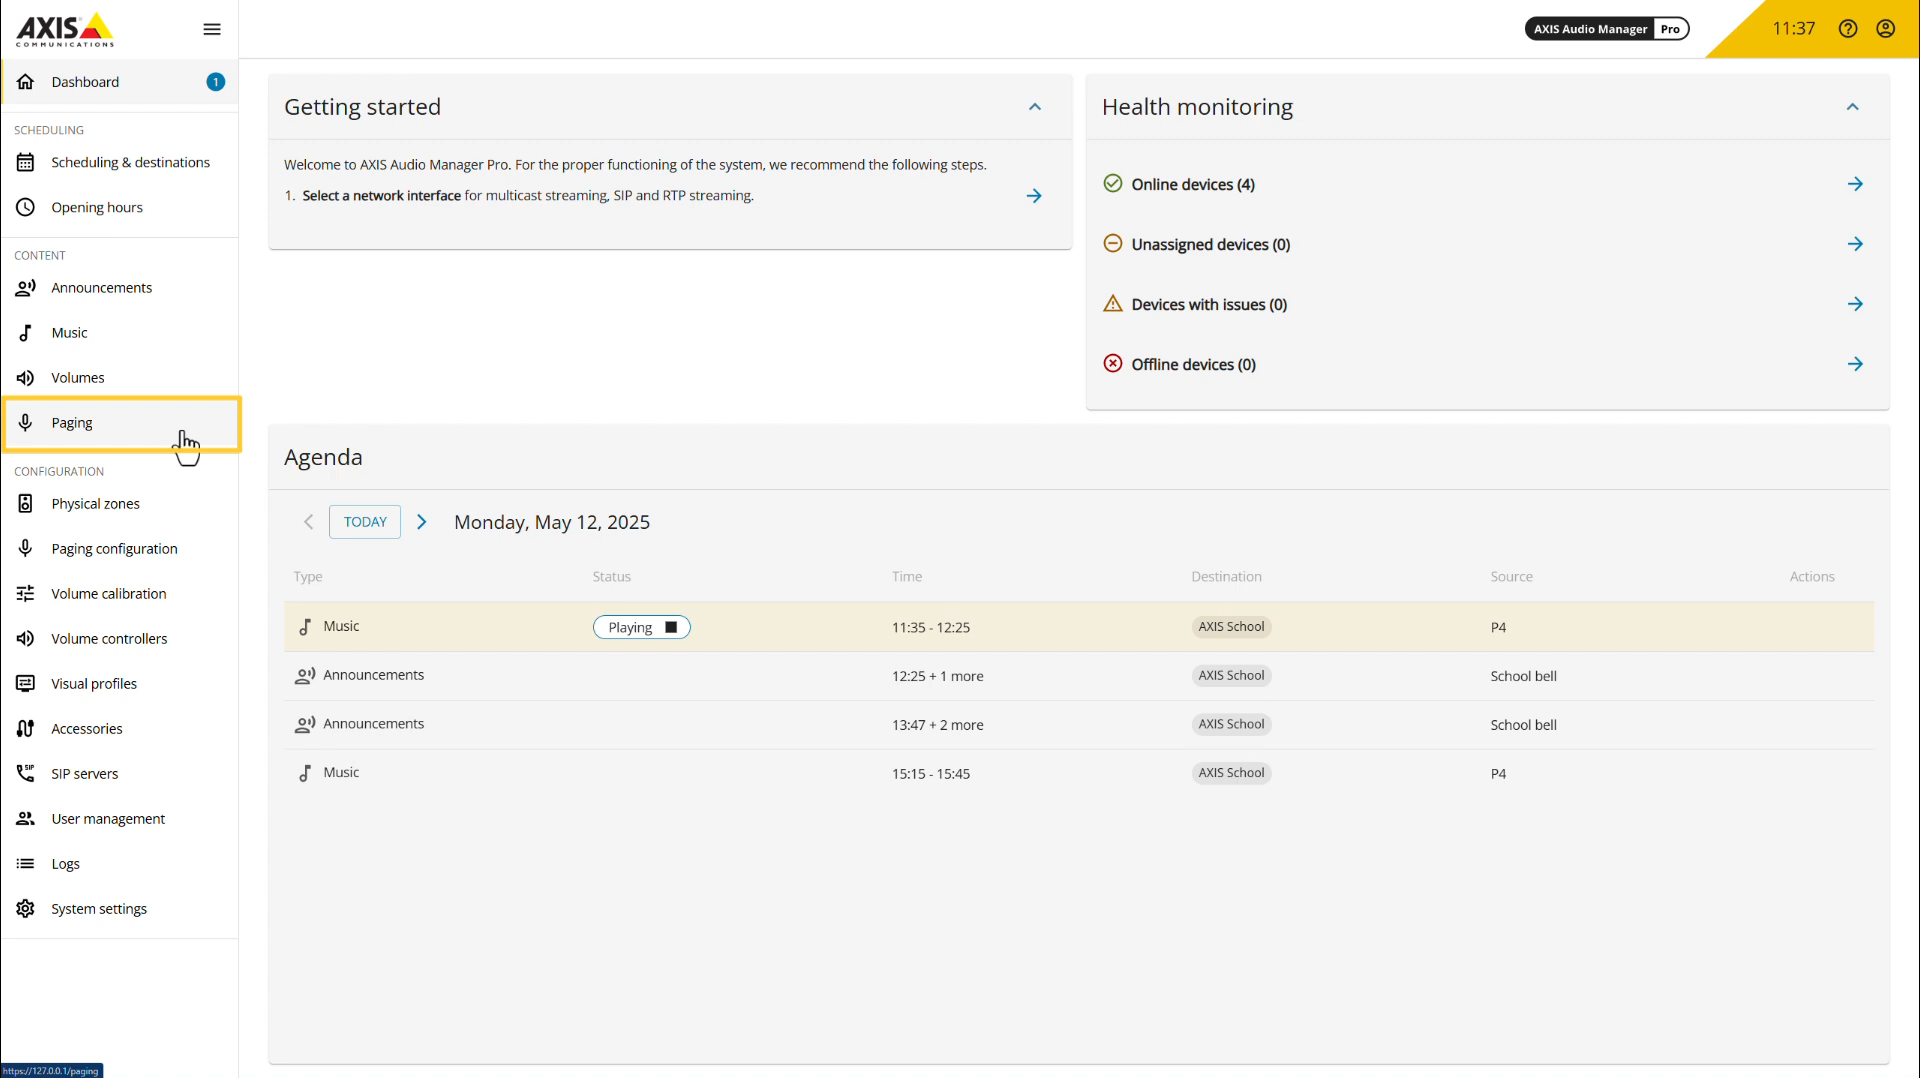 AXIS
COMMUNICATIONS
AXIS Audio Manager Pro
11:37
Dashboard
1
SCHEDULING
Scheduling & destinations
Opening hours
CONTENT
Announcements
Music
Volumes
Paging
CONFIGURATION
Physical zones
Paging configuration
Volume calibration
Volume controllers
Visual profiles
Accessories
SIP
SIP servers
User management
Logs
System settings
https://127.0.0.1/paging
Getting started
Welcome to AXIS Audio Manager Pro. For the proper functioning of the system, we recommend the following steps.
1. Select a network interface for multicast streaming, SIP and RTP streaming.
Health monitoring
Online devices (4)
Unassigned devices (0)
Devices with issues (0)
Offline devices (0)
Agenda
TODAY Monday, May 12, 2025
Type Status Time Destination Source Actions
Music Playing 11:35 - 12:25 AXIS School P4
Announcements 12:25 + 1 more AXIS School School bell
Announcements 13:47 + 2 more AXIS School School bell
Music 15:15 - 15:45 AXIS School P4